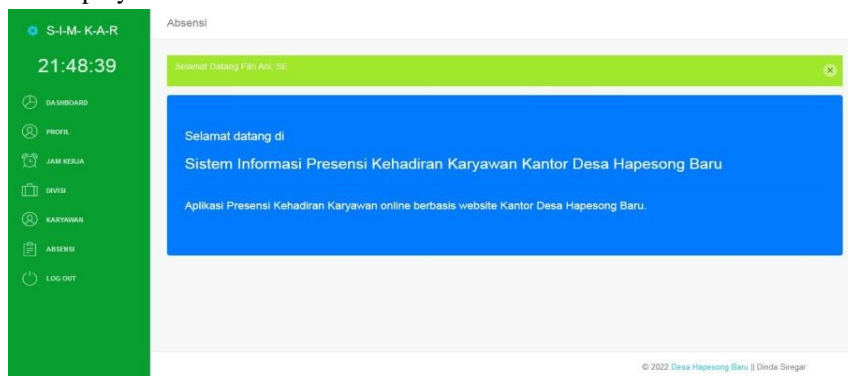 S-I-M- K-A-R
21:48:39
DASHBOARD
PROFIL
JAM KERJA
DIVISI
KARYAWAN
ABSENSI
LOG OUT
Absensi
Selamat Datang Fitri Ani, SE
Selamat datang di
Sistem Informasi Presensi Kehadiran Karyawan Kantor Desa Hapesong Baru
Aplikasi Presensi Kehadiran Karyawan online berbasis website Kantor Desa Hapesong Baru.
© 2022 Desa Hapesong Baru || Dinda Siregar